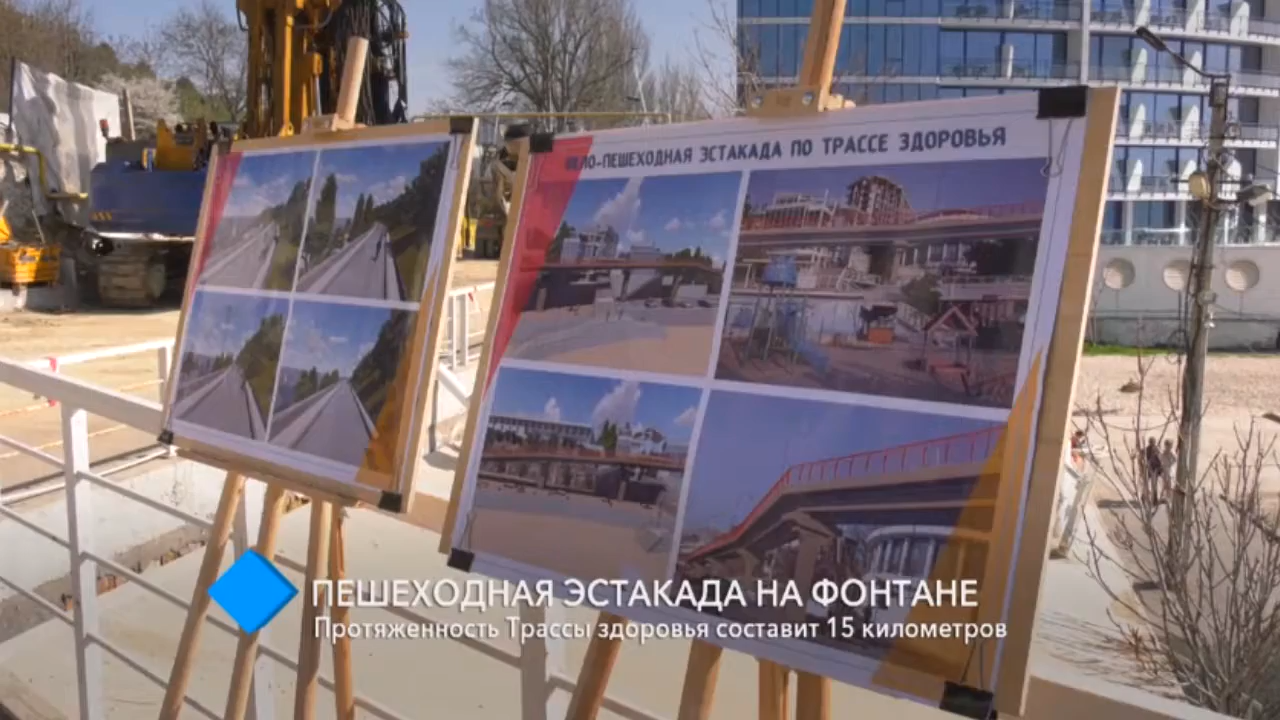 ВЕЛО-ПЕШЕХОДНАЯ ЭСТАКАДА ПО ТРАССЕ ЗДОРОВЬЯ
ПЕШЕХОДНАЯ ЭСТАКАДА НА ФОНТАНЕ
Протяженность Трассы здоровья составит 15 километров